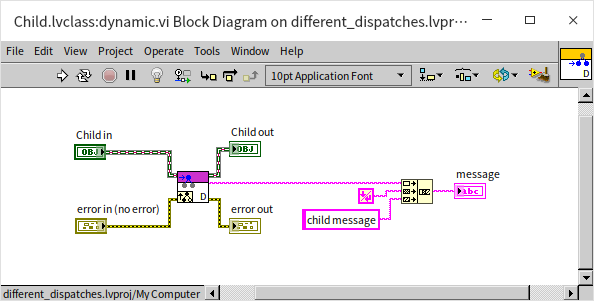 Child.lvclass:dynamic.vi Block Diagram on different_dispatches.lvpr···
File Edit View Project Operate Tools Window Help
10pt Application Font
D
Child in
OBJ
Child out
OBJ
D
error in (no error)
error out
child message
message
abc
different_dispatches.lvproj/My Computer